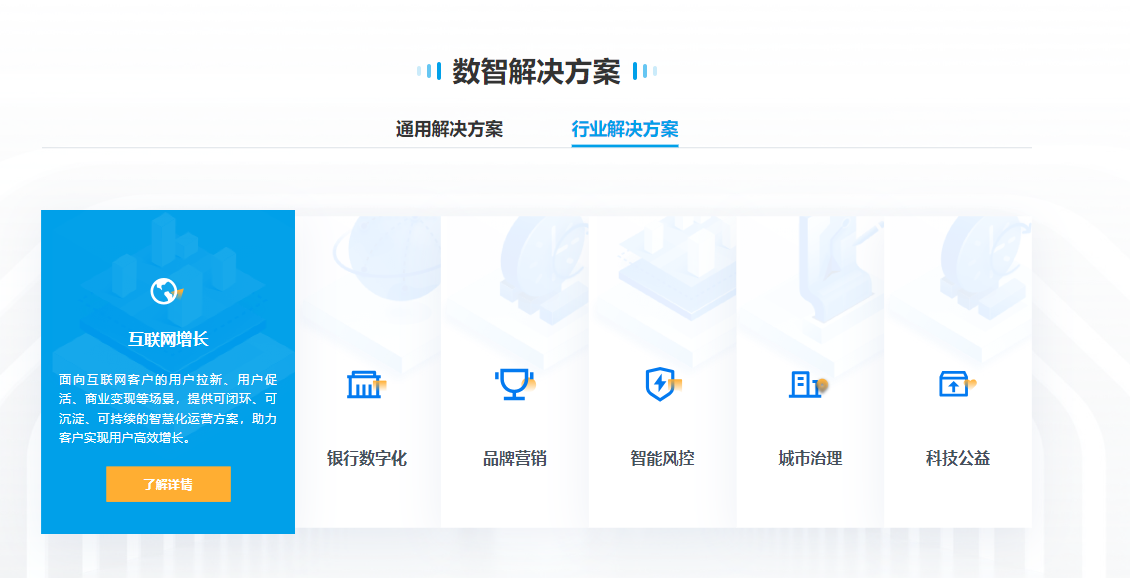 数智解决方案
通用解决方案
行业解决方案
互联网增长
面向互联网客户的用户拉新、用户促
活、商业变现等场景，提供可闭环、可
沉淀、可持续的智慧化运营方案，助力
客户实现用户高效增长。
了解详情
银行数字化
品牌营销
智能风控
城市治理
科技公益